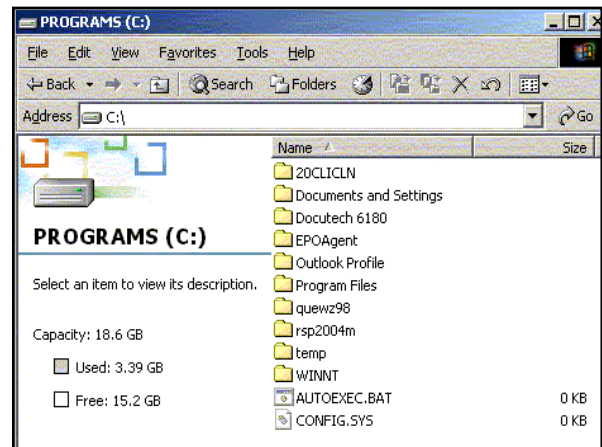 PROGRAMS (C:)
File Edit View Favorites Tools Help
Back Search Folders
Address C:\ Go
Name Size
20CLICLN
Documents and Settings
Docutech 6180
EPOAgent
Outlook Profile
Program Files
quewz98
rsp2004m
temp
WINNT
AUTOEXEC.BAT 0 KB
CONFIG.SYS 0 KB
PROGRAMS (C:)
Select an item to view its description.
Capacity: 18.6 GB
Used: 3.39 GB
Free: 15.2 GB